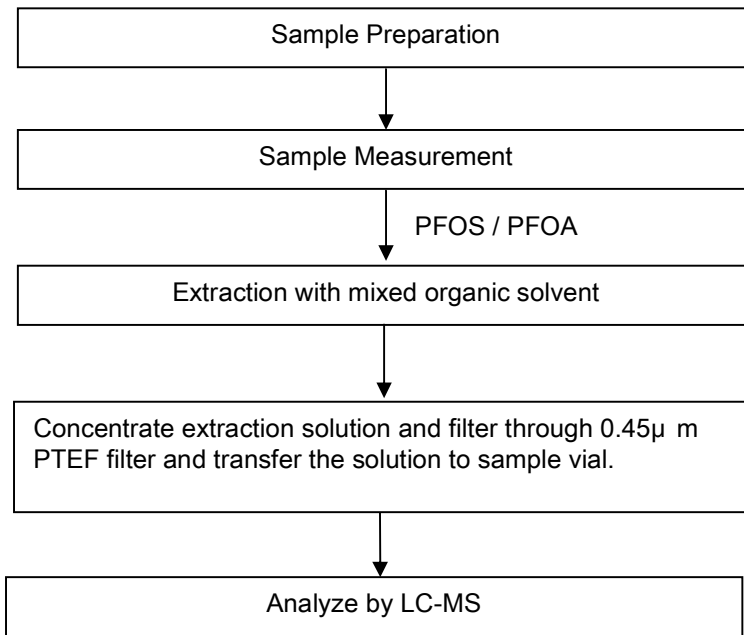 Sample Preparation
Sample Measurement
PFOS / PFOA
Extraction with mixed organic solvent
Concentrate extraction solution and filter through 0.45µ m
PTEF filter and transfer the solution to sample vial.
Analyze by LC-MS